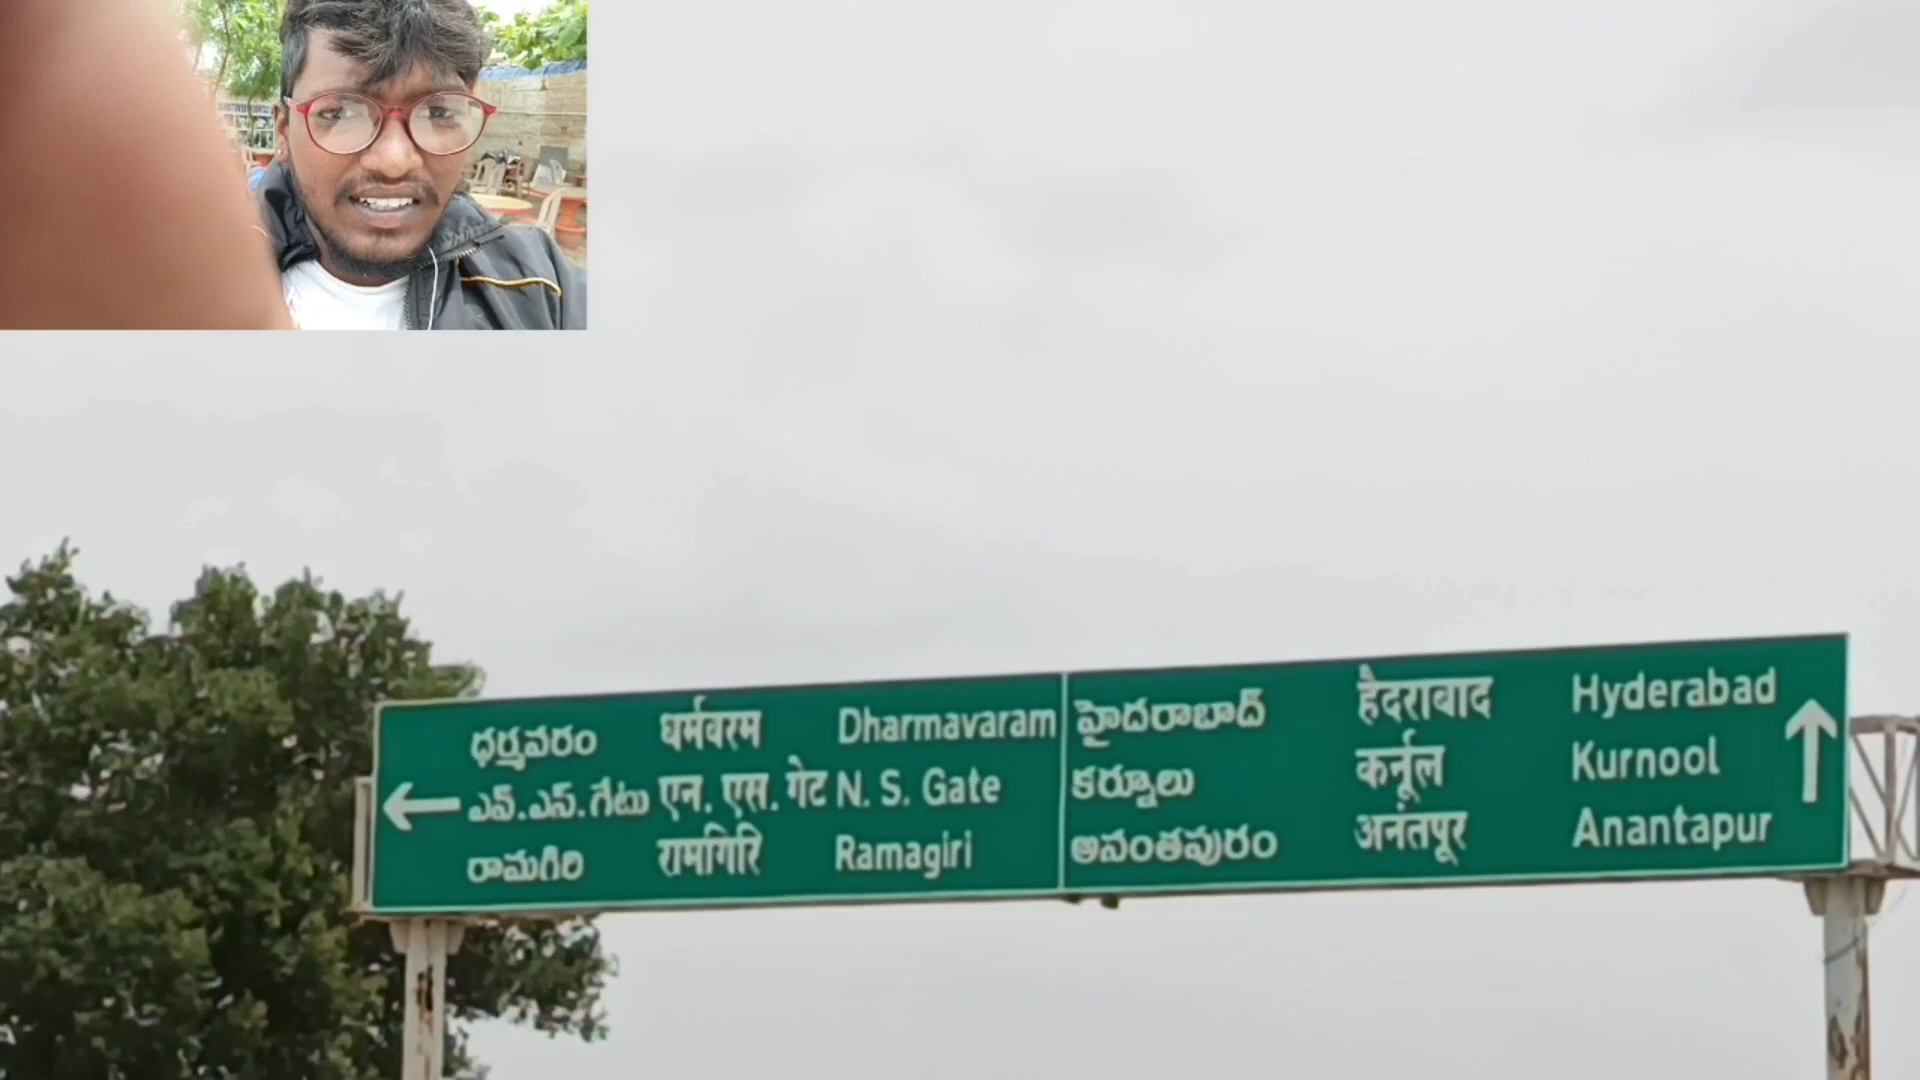 ధర్మవరం धर्मवरम Dharmavaram
ఎన్.ఎస్.గేటు एन. एस. गेट N. S. Gate
రామగిరి रामगिरि Ramagiri
హైదరాబాద్ हैदराबाद Hyderabad
కర్నూలు कर्नूल Kurnool
అనంతపురం अनंतपूर Anantapur